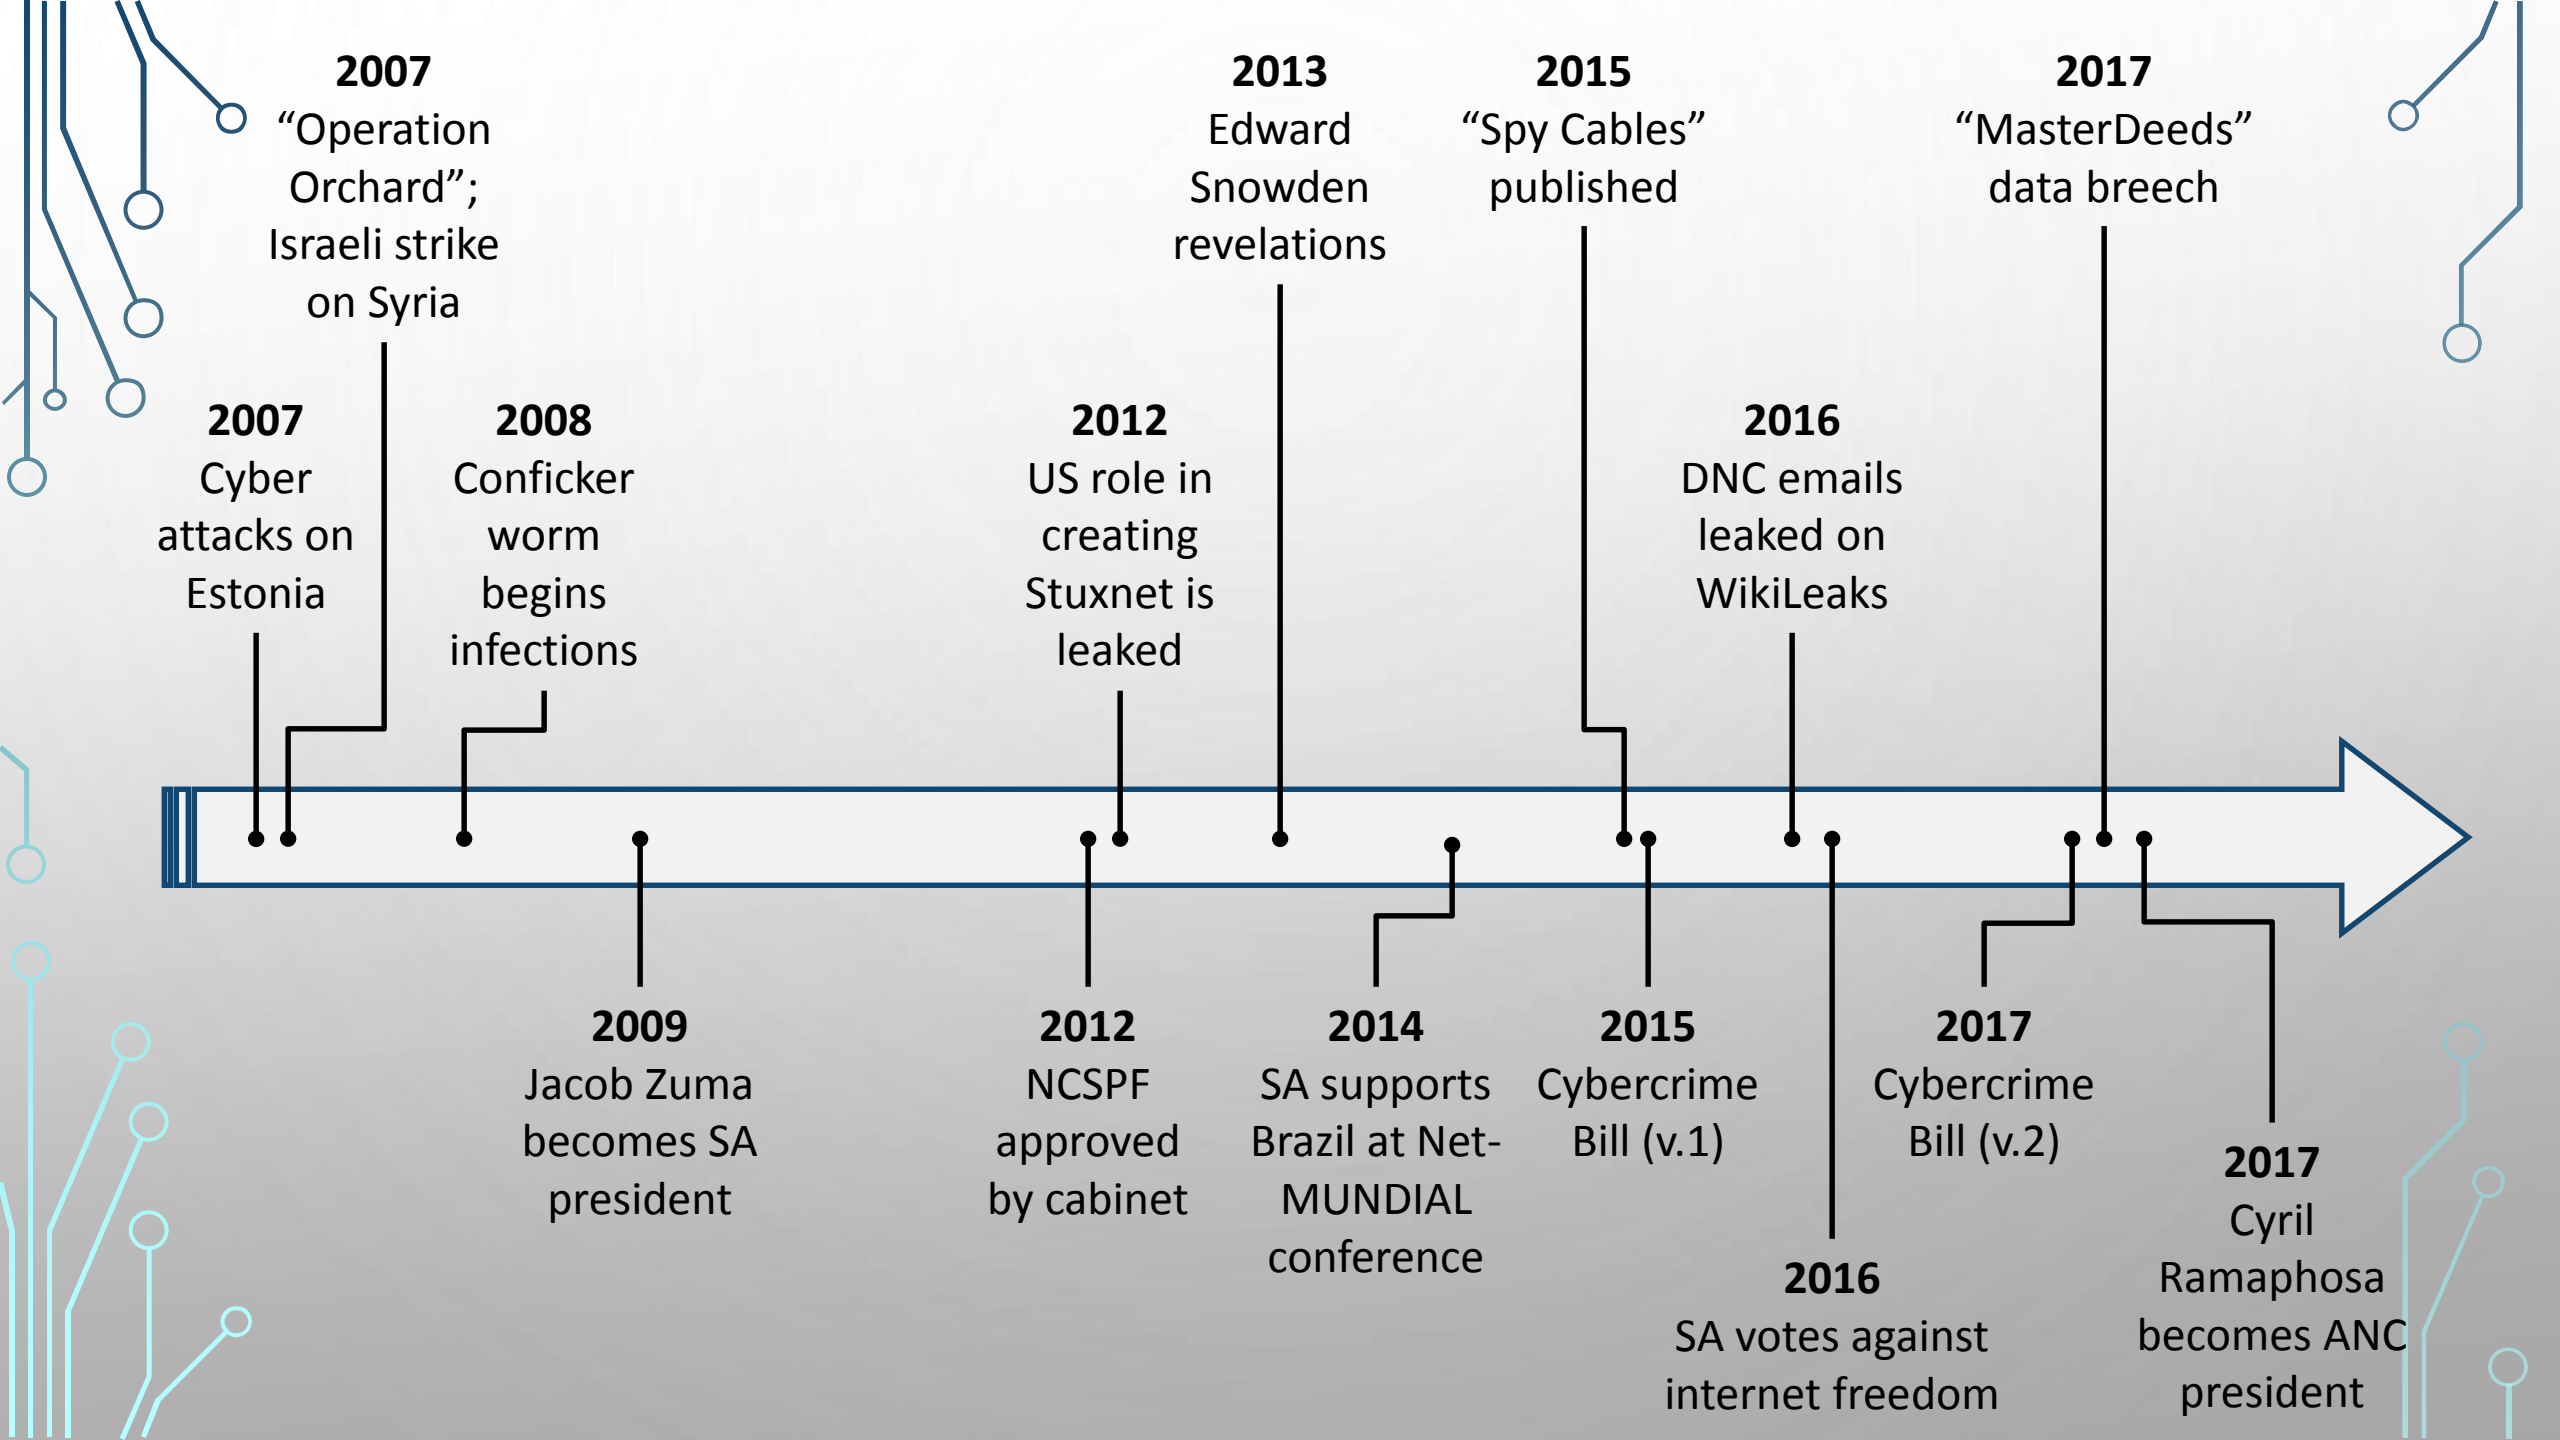 2007
“Operation
Orchard”;
Israeli strike
on Syria
2013
Edward
Snowden
revelations
2015
“Spy Cables”
published
2017
“MasterDeeds”
data breech
2007
Cyber
attacks on
Estonia
2008
Conficker
worm
begins
infections
2012
US role in
creating
Stuxnet is
leaked
2016
DNC emails
leaked on
WikiLeaks
2009
Jacob Zuma
becomes SA
president
2012
NCSPF
approved
by cabinet
2014
SA supports
Brazil at Net-
MUNDIAL
conference
2015
Cybercrime
Bill (v.1)
2016
SA votes against
internet freedom
2017
Cybercrime
Bill (v.2)
2017
Cyril
Ramaphosa
becomes ANC
president